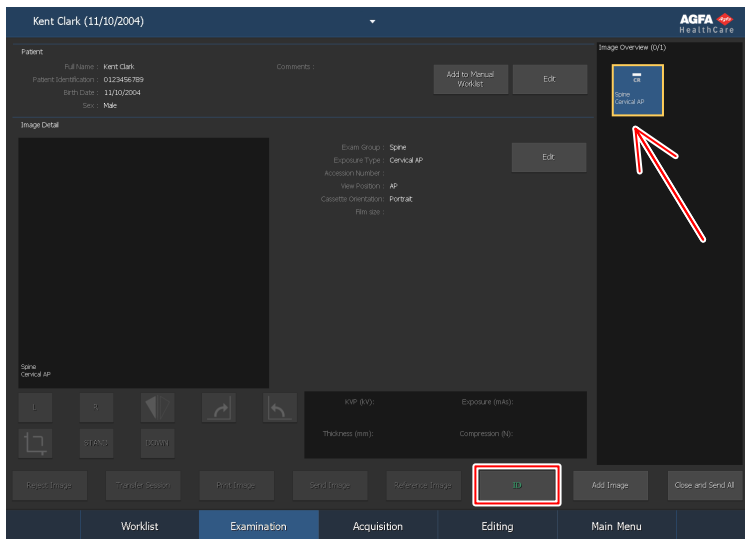 Kent Clark (11/10/2004)
AGFA
HealthCare
Patient
Full Name : Kent Clark
Comments :
Patient Identification : 0123456789
Birth Date : 11/10/2004
Sex : Male
Add to Manual
Worklist
Edit
Image Overview (0/1)
CR
Spine
Cervical AP
Image Detail
Exam Group : Spine
Exposure Type : Cervical AP
Accession Number :
View Position : AP
Cassette Orientation: Portrait
Film size :
Edit
Spine
Cervical AP
L
R
STAND
DOWN
KVP (kV):
Exposure (mAs):
Thickness (mm):
Compression (N):
Reject Image
Transfer Session
Print Image
Send Image
Reference Image
ID
Add Image
Close and Send All
Worklist
Examination
Acquisition
Editing
Main Menu